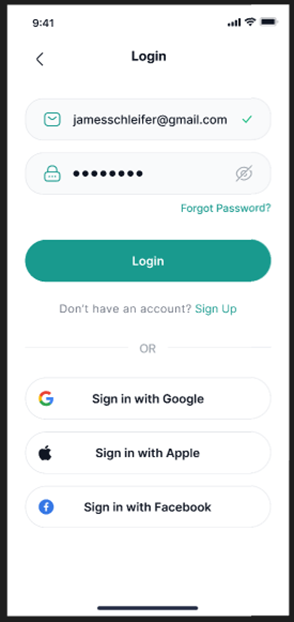 9:41
Login
jamesschleifer@gmail.com
●●●●●●●●
Forgot Password?
Login
Don't have an account? Sign Up
OR
Sign in with Google
Sign in with Apple
Sign in with Facebook